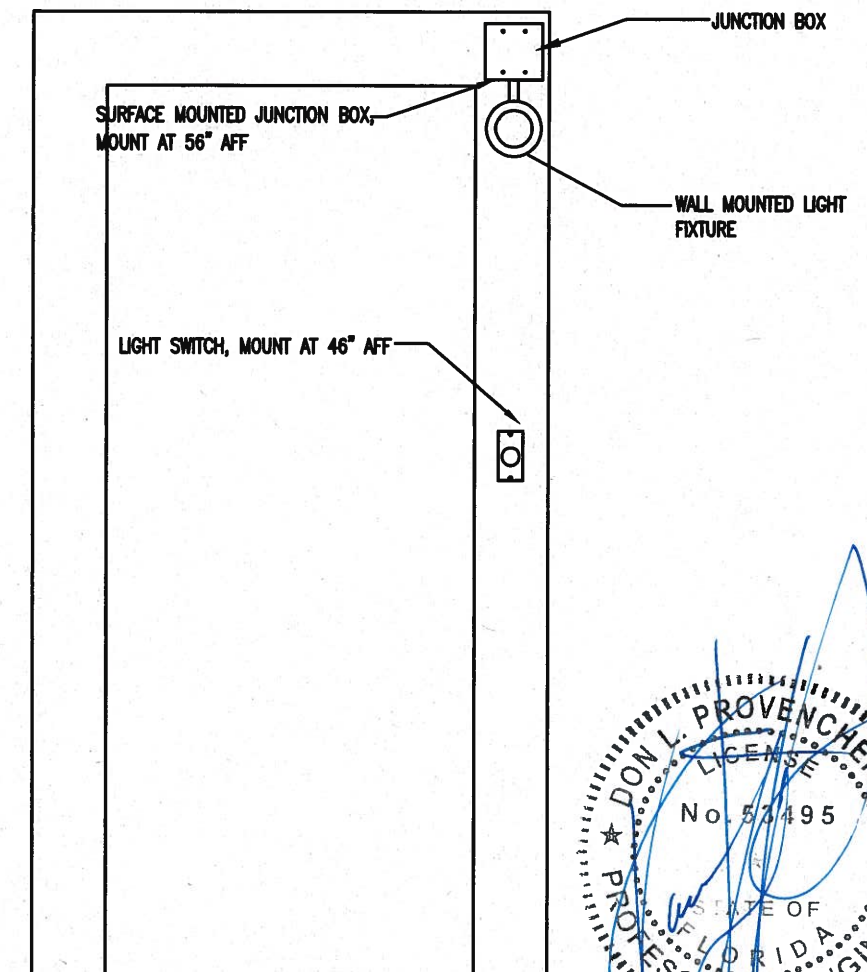 JUNCTION BOX
SURFACE MOUNTED JUNCTION BOX,
MOUNT AT 56" AFF
WALL MOUNTED LIGHT
FIXTURE
LIGHT SWITCH, MOUNT AT 46" AFF
DON L. PROVENCHE
LICENSE
No. 53495
STATE OF
FLORIDA